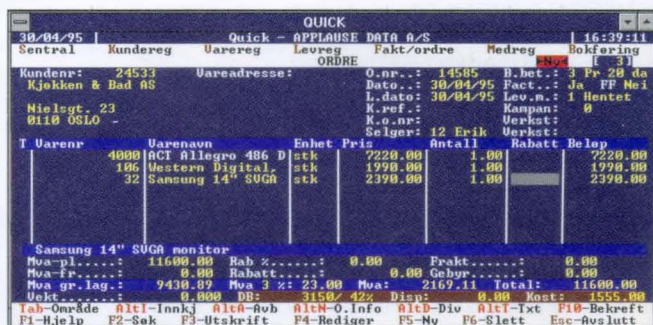 QUICK
30/04/95 | Quick - APPLAUSE DATA A/S | 16:39:11
Sentral Kundereg Varereg Levreg Fakt/ordre Medreg Bokføring
ORDRE ►Ny◄ [ 3]
Kundenr: 24533 Vareadresse: O.nr..: 14585 B.bet.: 3 Pr 20 da
Kjøkken & Bad AS Dato..: 30/04/95 Fact..: Ja FF Nei
L.dato: 30/04/95 Lev.m.: 1 Hentet
Nielsgt. 23 K.ref.: Kampan: 0
0110 OSLO - K.o.nr: Verkst:
Selger: 12 Erik Verkst:
T Varenr Varenavn Enhet Pris Antall Rabatt Beløp
4000 ACT Allegro 486 D stk 7220.00 1.00 7220.00
106 Western Digital, stk 1990.00 1.00 1990.00
32 Samsung 14" SVGA stk 2390.00 1.00 2390.00
Samsung 14" SVGA monitor
Mva-pl.....: 11600.00 Rab %......: 0.00 Frakt.....: 0.00
Mva-fr.....: 0.00 Rabatt.....: 0.00 Gebyr.....: 0.00
Mva gr.lag.: 9430.89 Mva 3 %: 23.00 Mva: 2169.11 Total: 11600.00
Vekt.......: 0.000 DB: 3150/ 42% Disp: 0.00 Kost: 1555.00
Tab-Område AltI-Innkj AltA-Avb AltN-O.Info AltD-Div AltT-Txt F10-Bekreft
F1-Hjelp F2-Søk F3-Utskrift F4-Rediger F5-Ny F6-Slett Esc-Avslutt